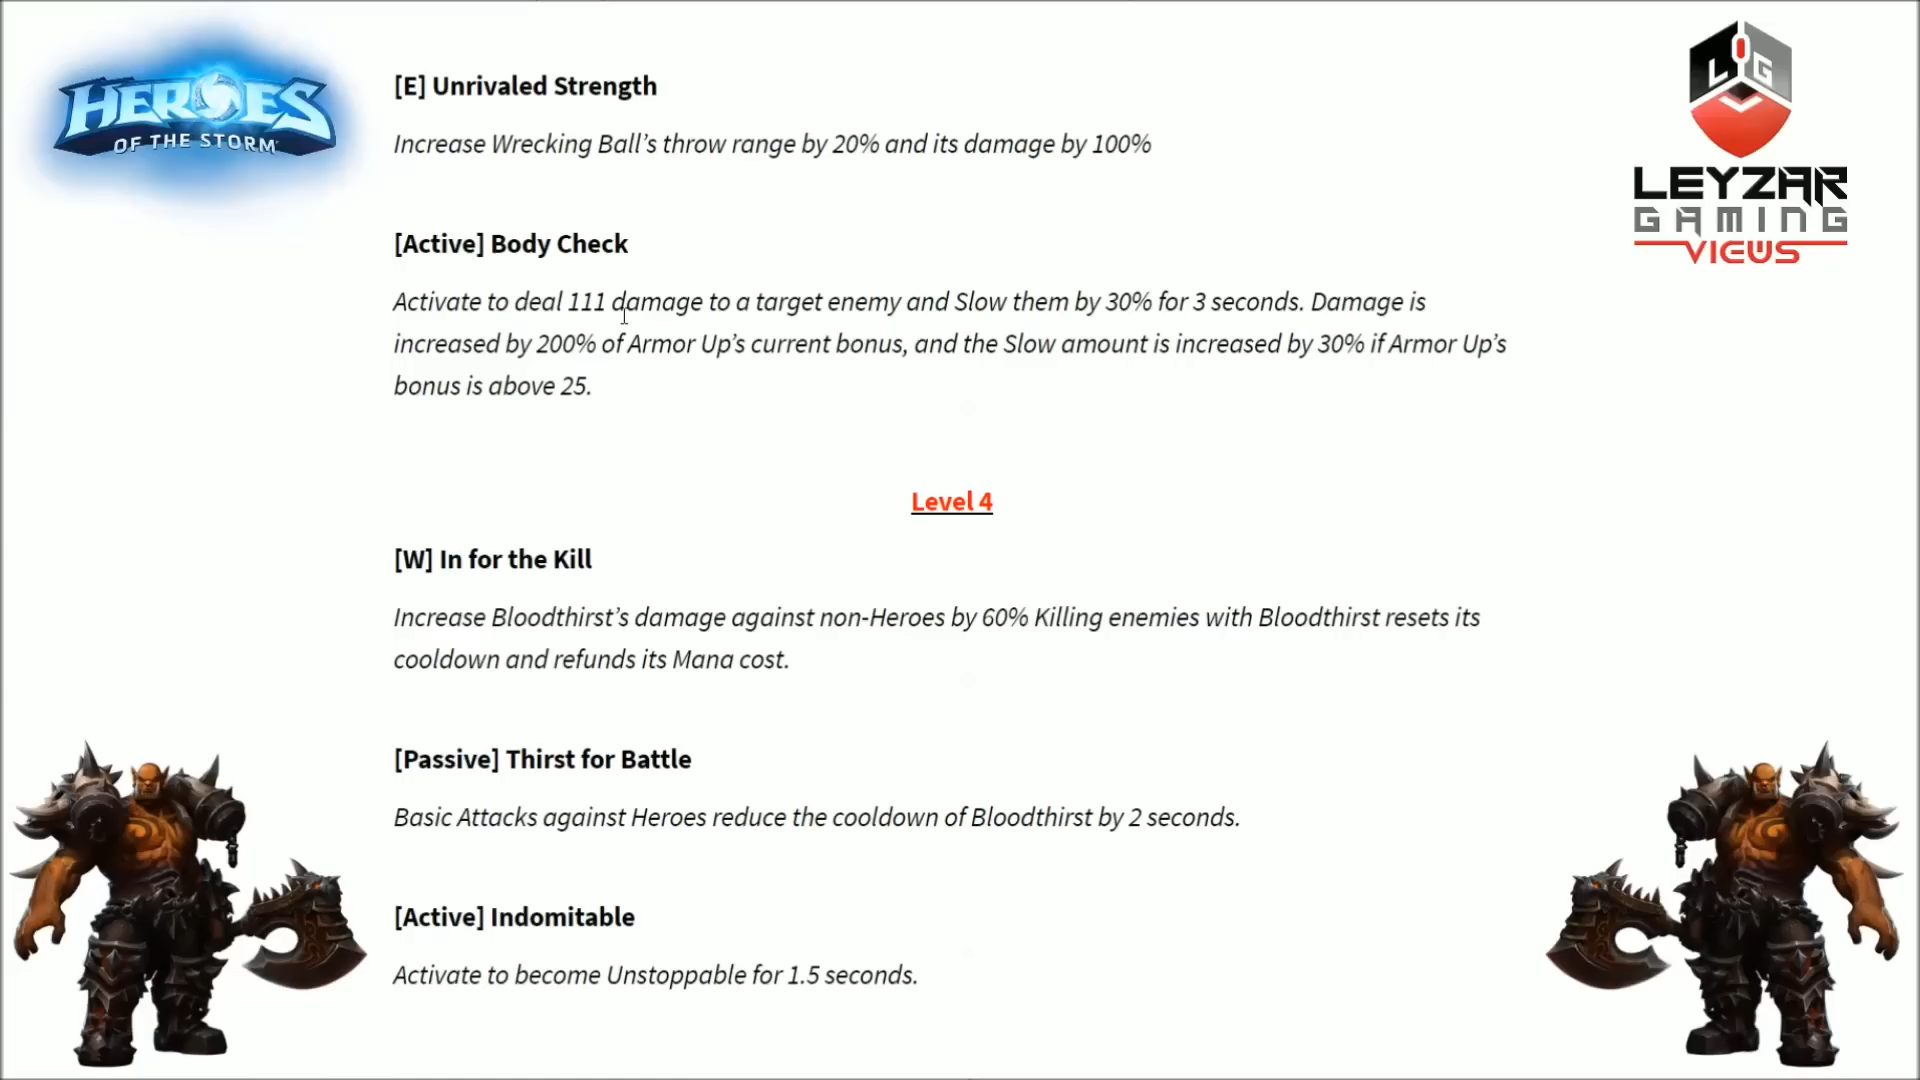 HEROES
OF THE STORM
L G
LEYZAR
GAMING
VIEWS
[E] Unrivaled Strength
Increase Wrecking Ball’s throw range by 20% and its damage by 100%
[Active] Body Check
Activate to deal 111 damage to a target enemy and Slow them by 30% for 3 seconds. Damage is
increased by 200% of Armor Up’s current bonus, and the Slow amount is increased by 30% if Armor Up’s
bonus is above 25.
Level 4
[W] In for the Kill
Increase Bloodthirst’s damage against non-Heroes by 60% Killing enemies with Bloodthirst resets its
cooldown and refunds its Mana cost.
[Passive] Thirst for Battle
Basic Attacks against Heroes reduce the cooldown of Bloodthirst by 2 seconds.
[Active] Indomitable
Activate to become Unstoppable for 1.5 seconds.